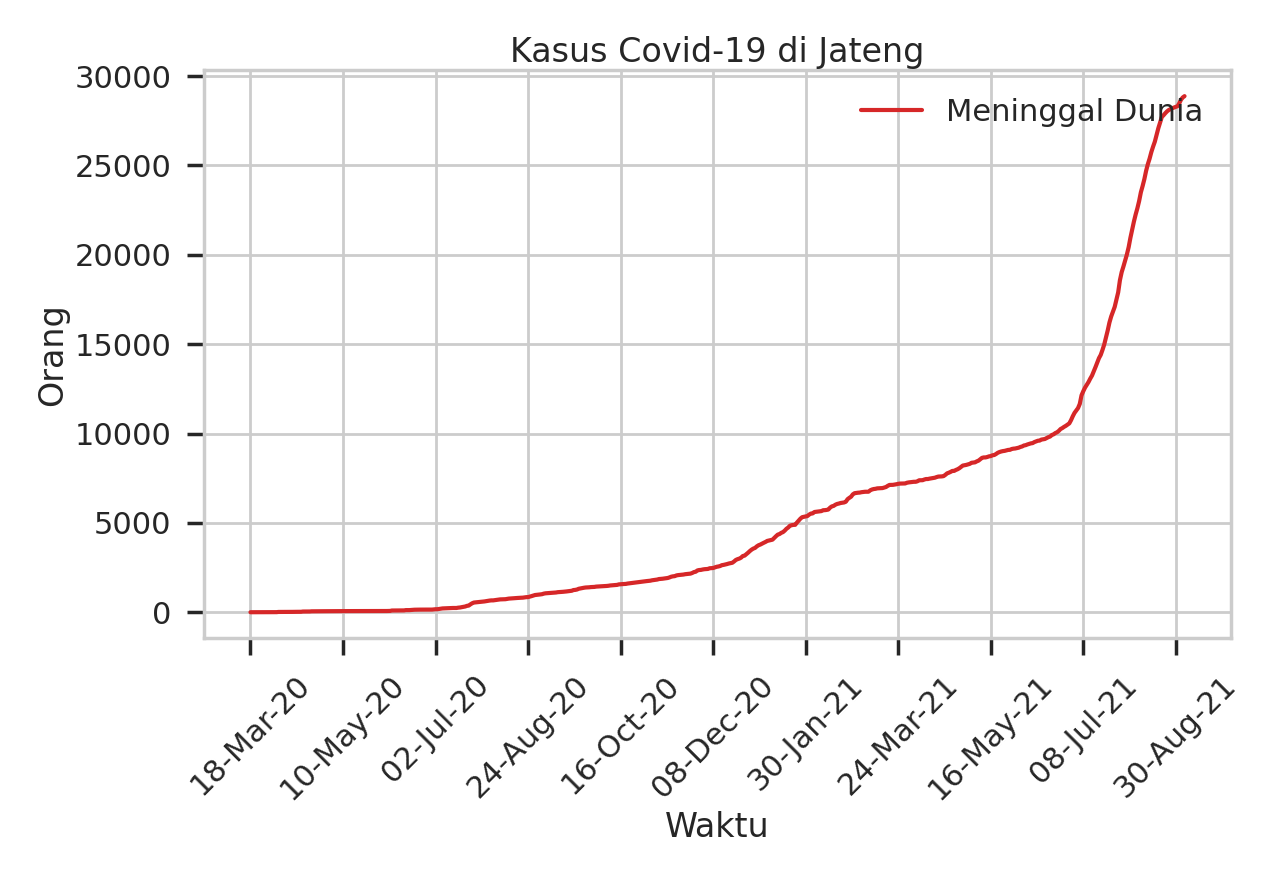 Kasus Covid-19 di Jateng
Meninggal Dunia
Orang
30000
25000
20000
15000
10000
5000
0
18-Mar-20
10-May-20
02-Jul-20
24-Aug-20
16-Oct-20
08-Dec-20
30-Jan-21
24-Mar-21
16-May-21
08-Jul-21
30-Aug-21
Waktu